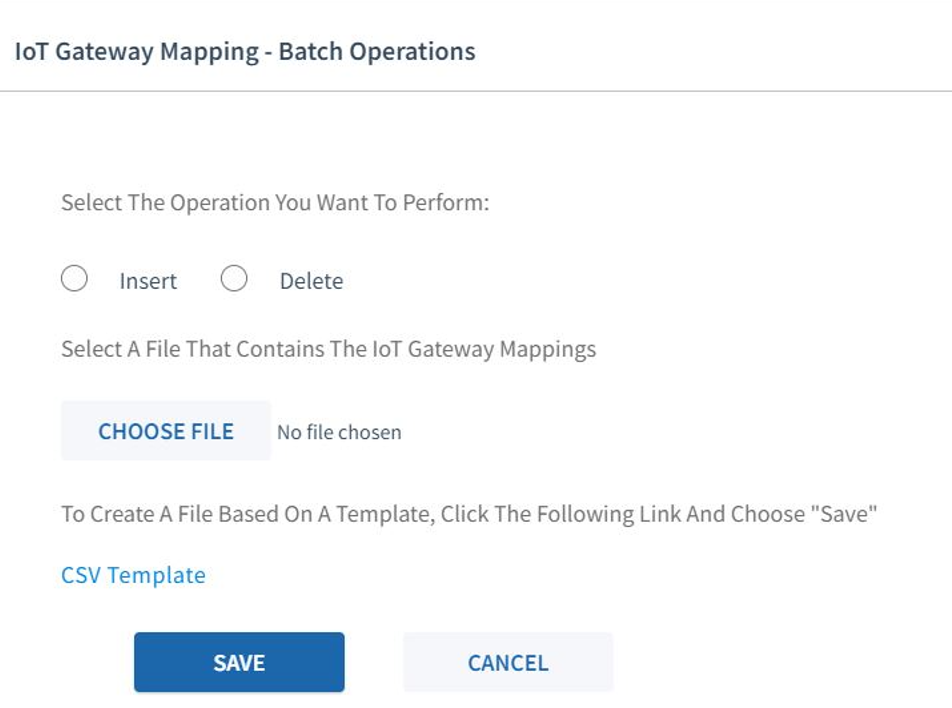 IoT Gateway Mapping - Batch Operations
Select The Operation You Want To Perform:
Insert Delete
Select A File That Contains The IoT Gateway Mappings
CHOOSE FILE No file chosen
To Create A File Based On A Template, Click The Following Link And Choose "Save"
CSV Template
SAVE CANCEL